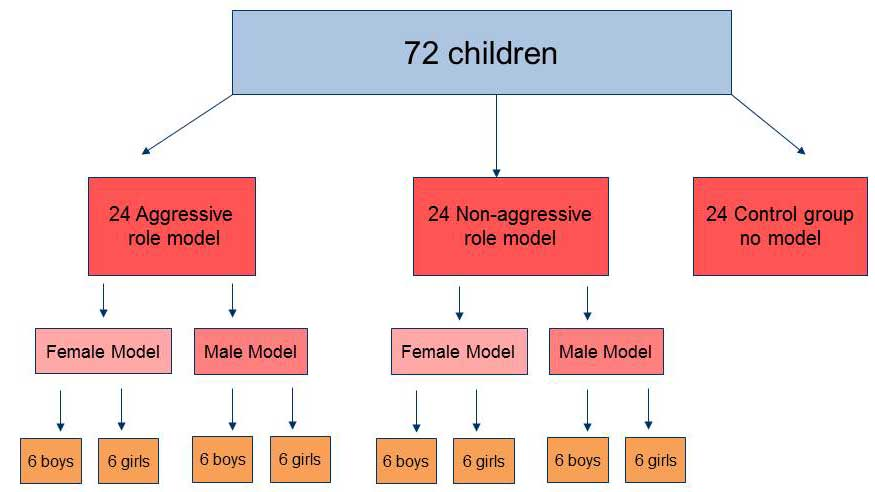 72 children
24 Aggressive
role model
24 Non-aggressive
role model
24 Control group
no model
Female Model
Male Model
Female Model
Male Model
6 boys
6 girls
6 boys
6 girls
6 boys
6 girls
6 boys
6 girls